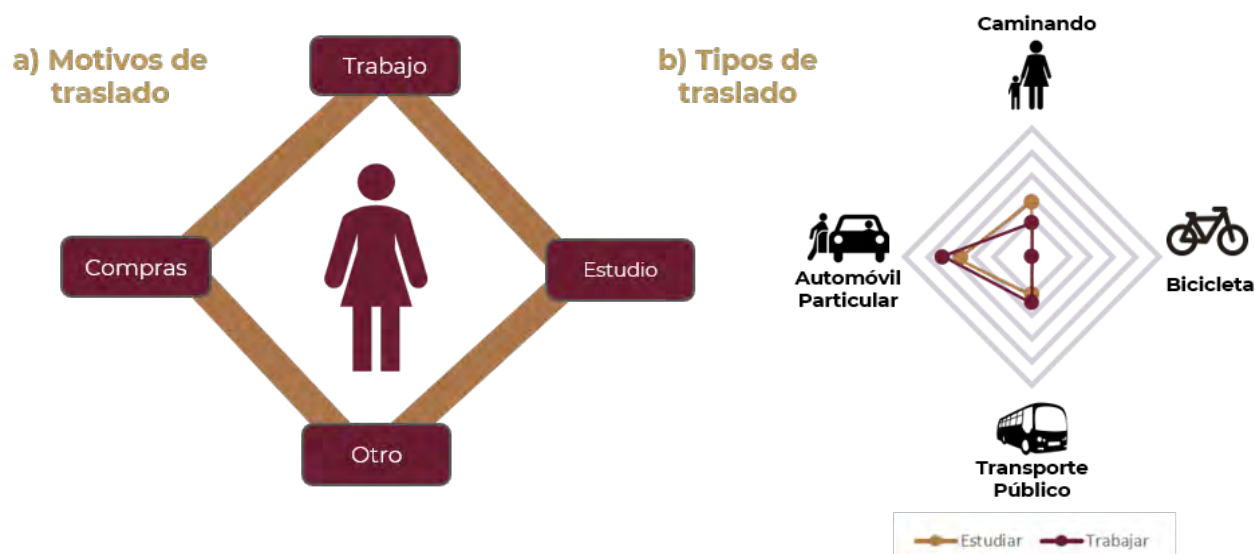 a) Motivos de
traslado
Trabajo
Compras
Estudio
Otro
b) Tipos de
traslado
Caminando
Automóvil
Particular
Bicicleta
Transporte
Público
Estudiar
Trabajar